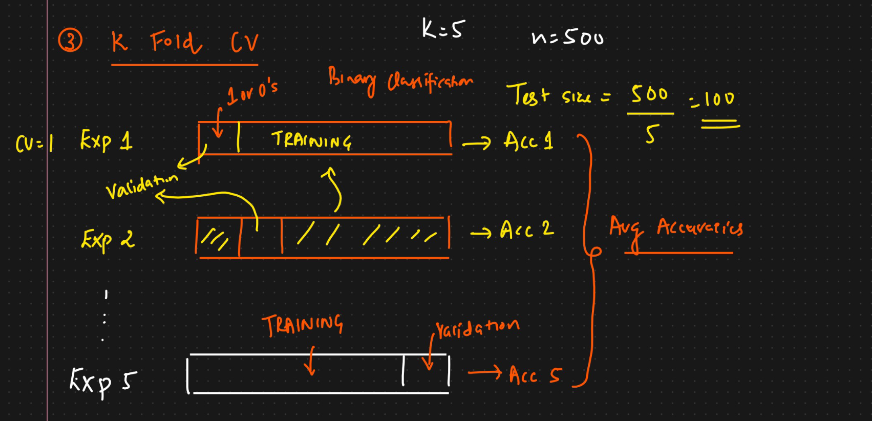 ③ K Fold CV
K=5
n=500
1 or 0's
Binary Classification
Test size = 500/5 = 100
CV=1 Exp 1
TRAINING
→ Acc 1
Validation
Exp 2
→ Acc 2
Avg Accuracies
TRAINING
Validation
Exp 5
→ Acc 5